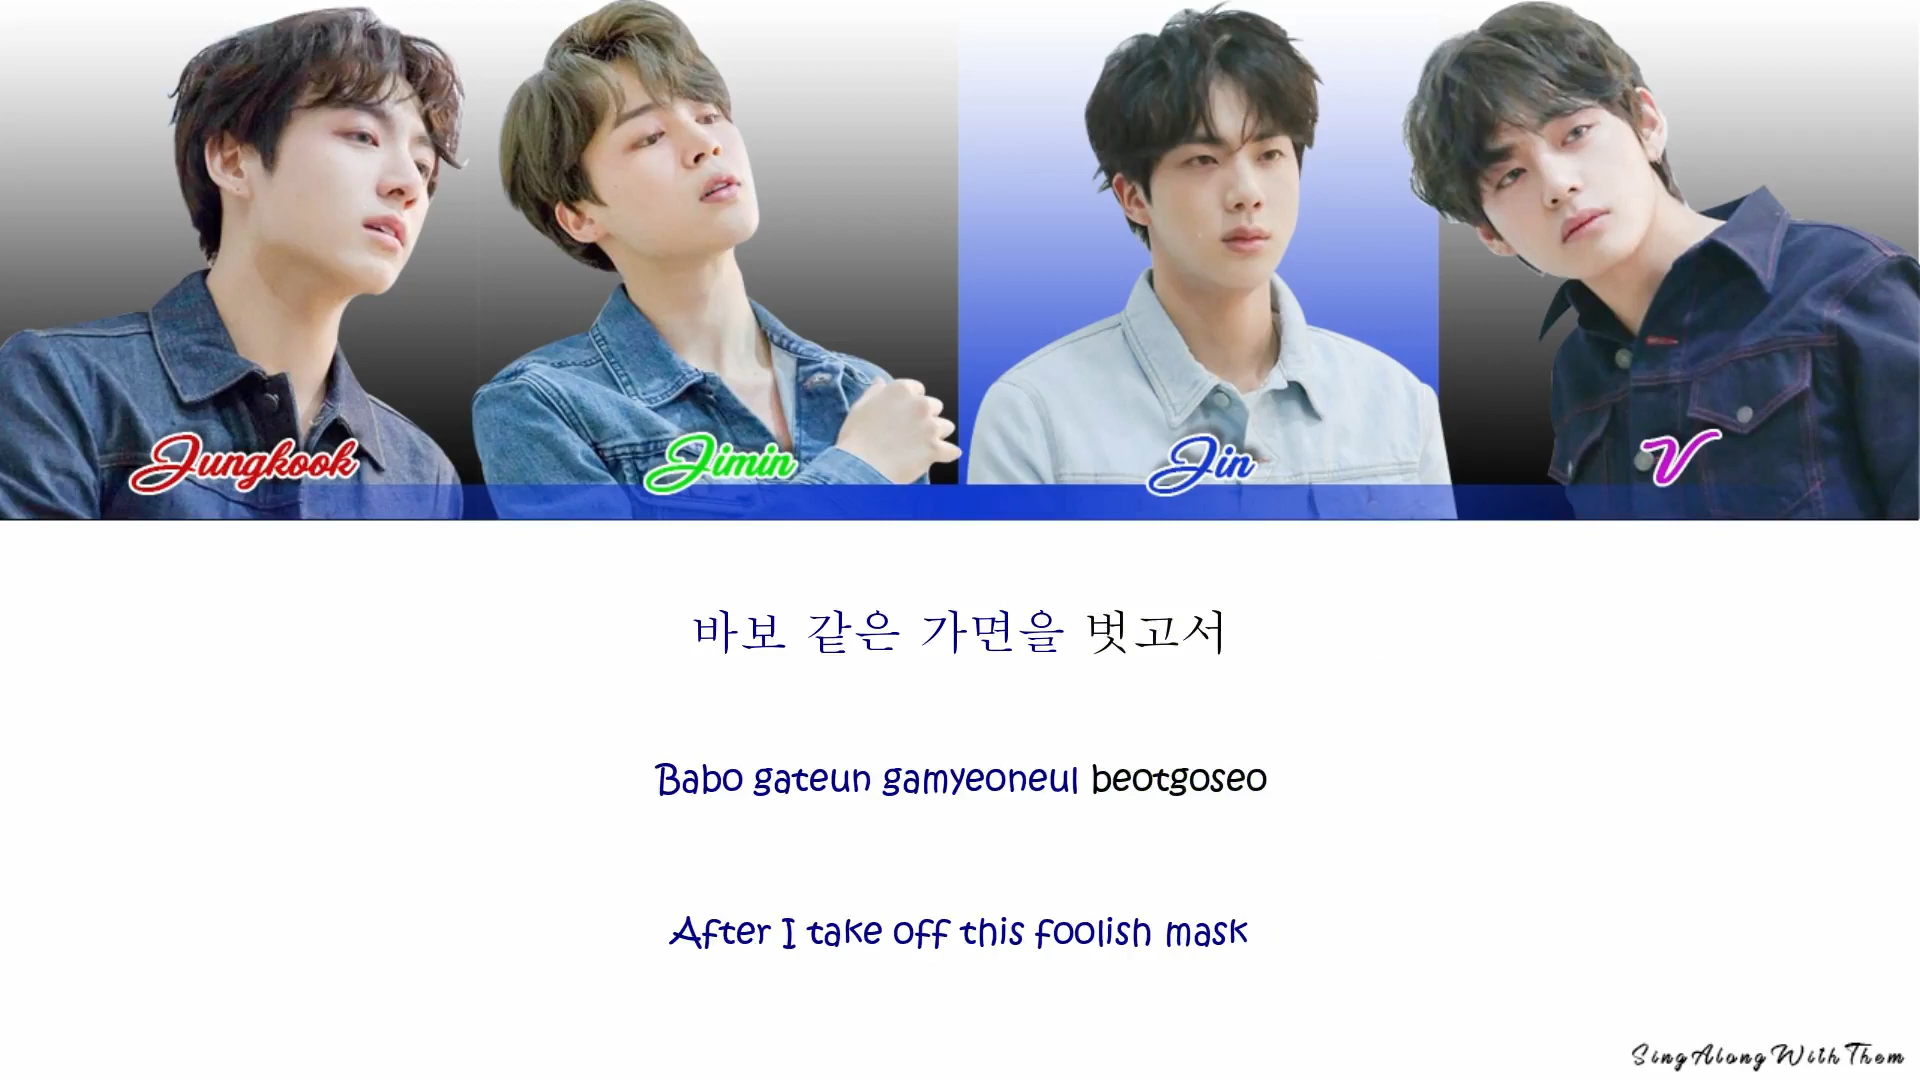 Jungkook Jimin Jin V
바보 같은 가면을 벗고서
Babo gateun gamyeoneul beotgoseo
After I take off this foolish mask
SingAlongWithThem